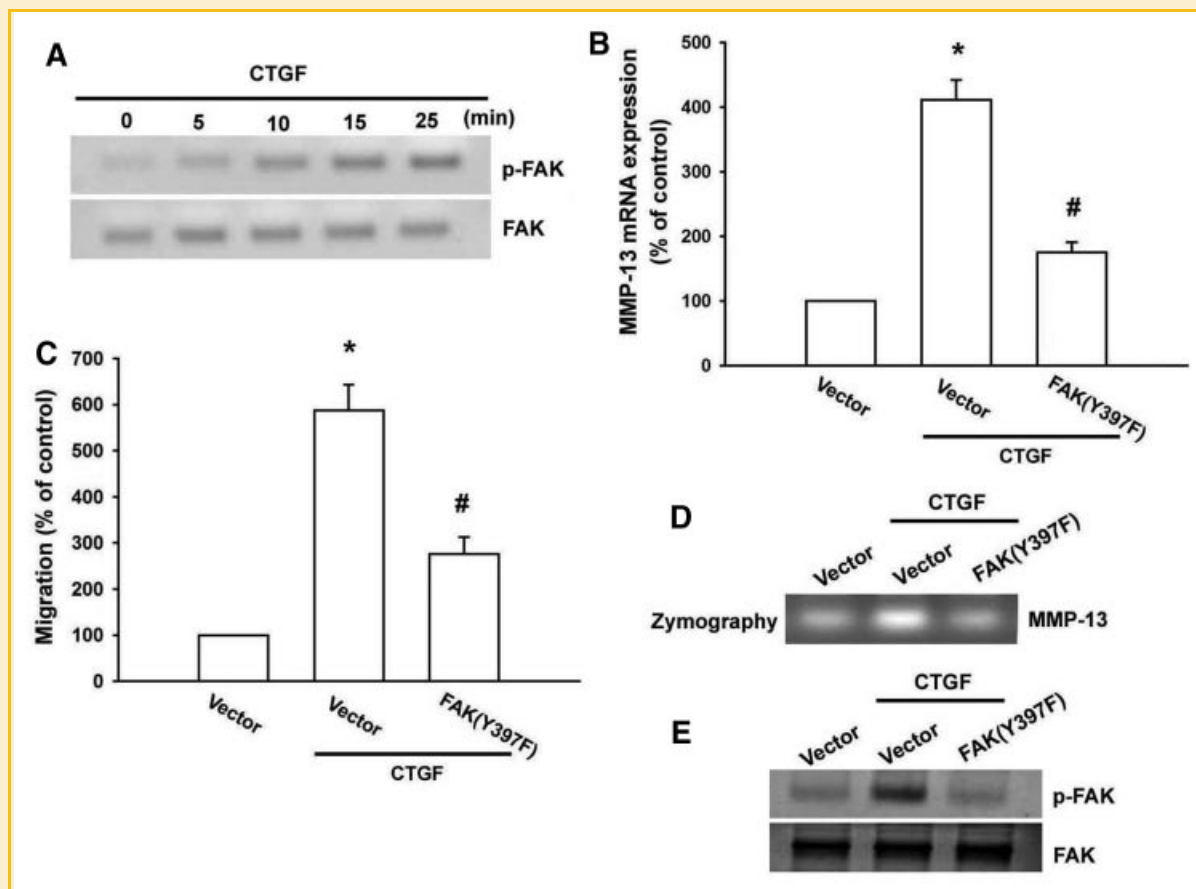 A
CTGF
0 5 10 15 25 (min)
p-FAK
FAK
B
MMP-13 mRNA expression
(% of control)
500
400
300
200
100
0
*
#
Vector
Vector
FAK(Y397F)
CTGF
C
Migration (% of control)
700
600
500
400
300
200
100
0
*
#
Vector
Vector
FAK(Y397F)
CTGF
D
CTGF
Vector Vector FAK(Y397F)
Zymography MMP-13
E
CTGF
Vector Vector FAK(Y397F)
p-FAK
FAK